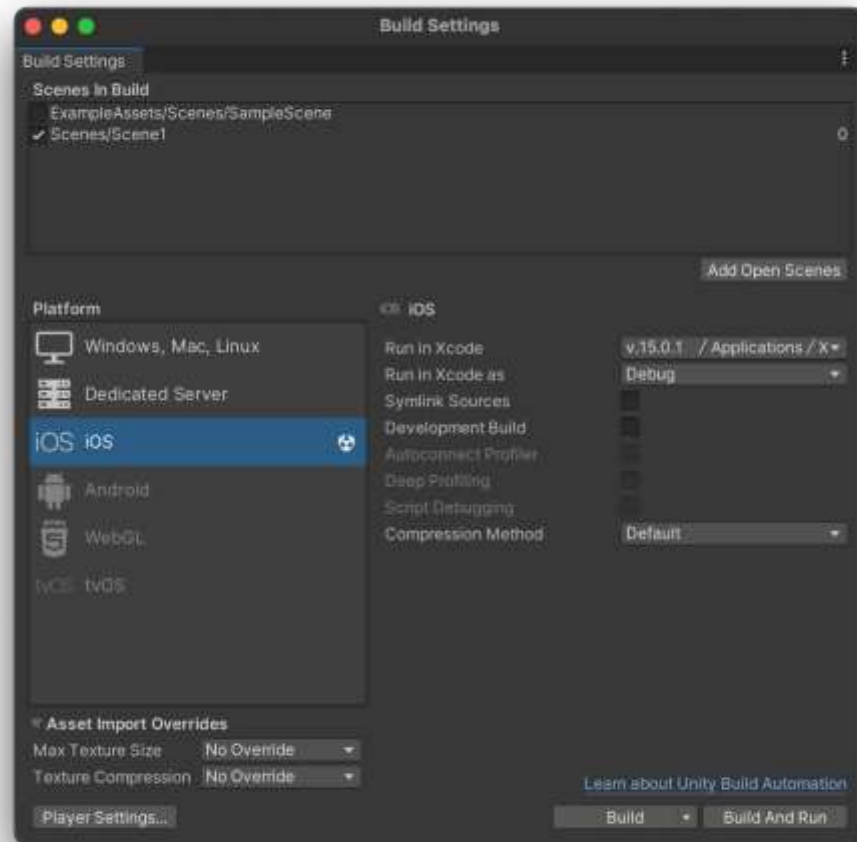 Build Settings
Build Settings
Scenes In Build
ExampleAssets/Scenes/SampleScene
Scenes/Scene1 0
Add Open Scenes
Platform
Windows, Mac, Linux
Dedicated Server
iOS iOS
Android
WebGL
tvOS tvOS
iOS iOS
Run in Xcode v.15.0.1 / Applications / X
Run in Xcode as Debug
Symlink Sources
Development Build
Autoconnect Profiler
Deep Profiling
Script Debugging
Compression Method Default
Asset Import Overrides
Max Texture Size No Override
Texture Compression No Override
Learn about Unity Build Automation
Player Settings... Build Build And Run